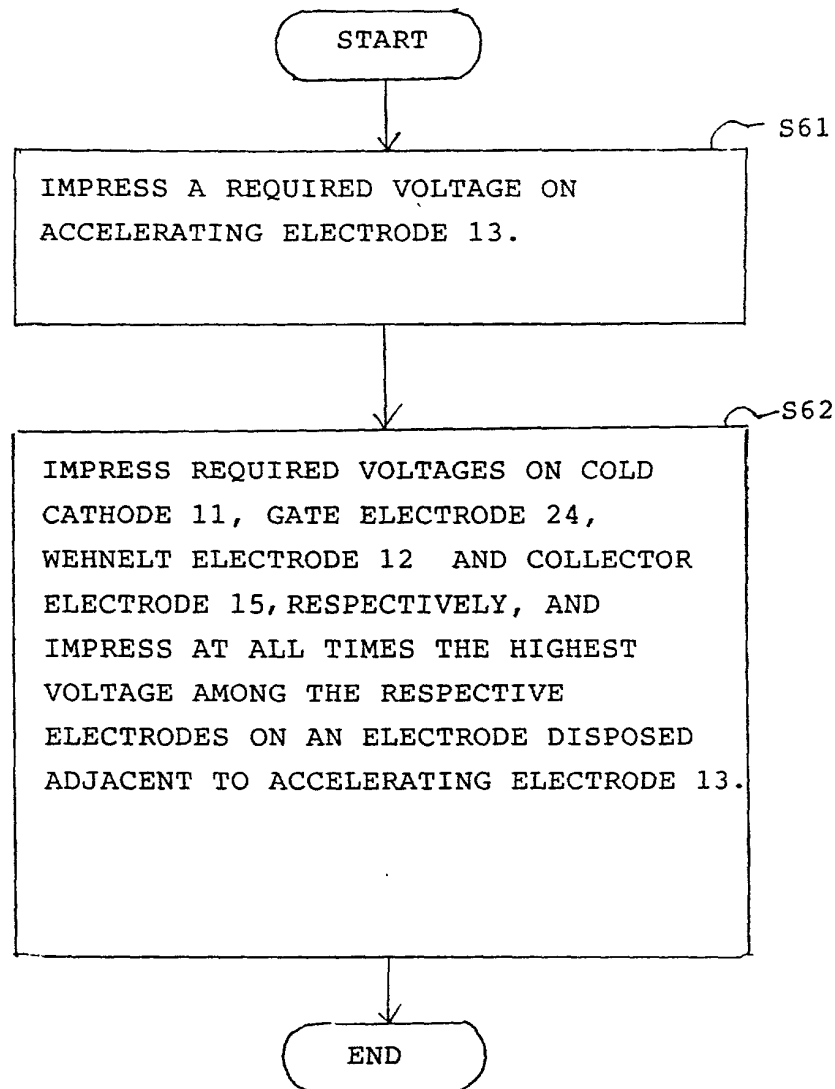 START
S61
IMPRESS A REQUIRED VOLTAGE ON
ACCELERATING ELECTRODE 13.
S62
IMPRESS REQUIRED VOLTAGES ON COLD
CATHODE 11, GATE ELECTRODE 24,
WEHNELT ELECTRODE 12 AND COLLECTOR
ELECTRODE 15, RESPECTIVELY, AND
IMPRESS AT ALL TIMES THE HIGHEST
VOLTAGE AMONG THE RESPECTIVE
ELECTRODES ON AN ELECTRODE DISPOSED
ADJACENT TO ACCELERATING ELECTRODE 13.
END